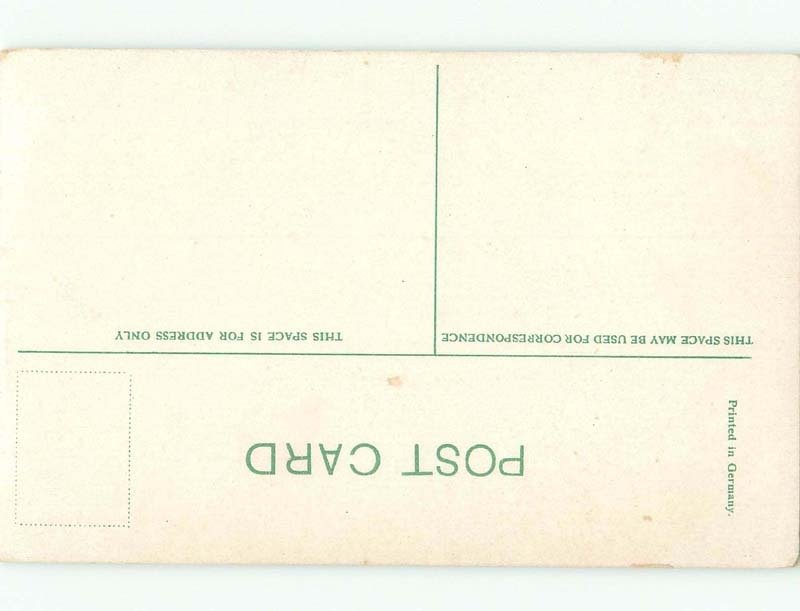 Printed in Germany.
POST CARD
THIS SPACE MAY BE USED FOR CORRESPONDENCE
THIS SPACE IS FOR ADDRESS ONLY